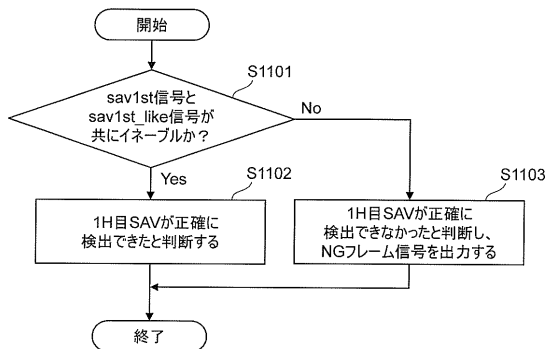 開始
S1101
sav1st信号と
sav1st_like信号が
共にイネーブルか？
No
Yes
S1102
1H目SAVが正確に
検出できたと判断する
S1103
1H目SAVが正確に
検出できなかったと判断し、
NGフレーム信号を出力する
終了